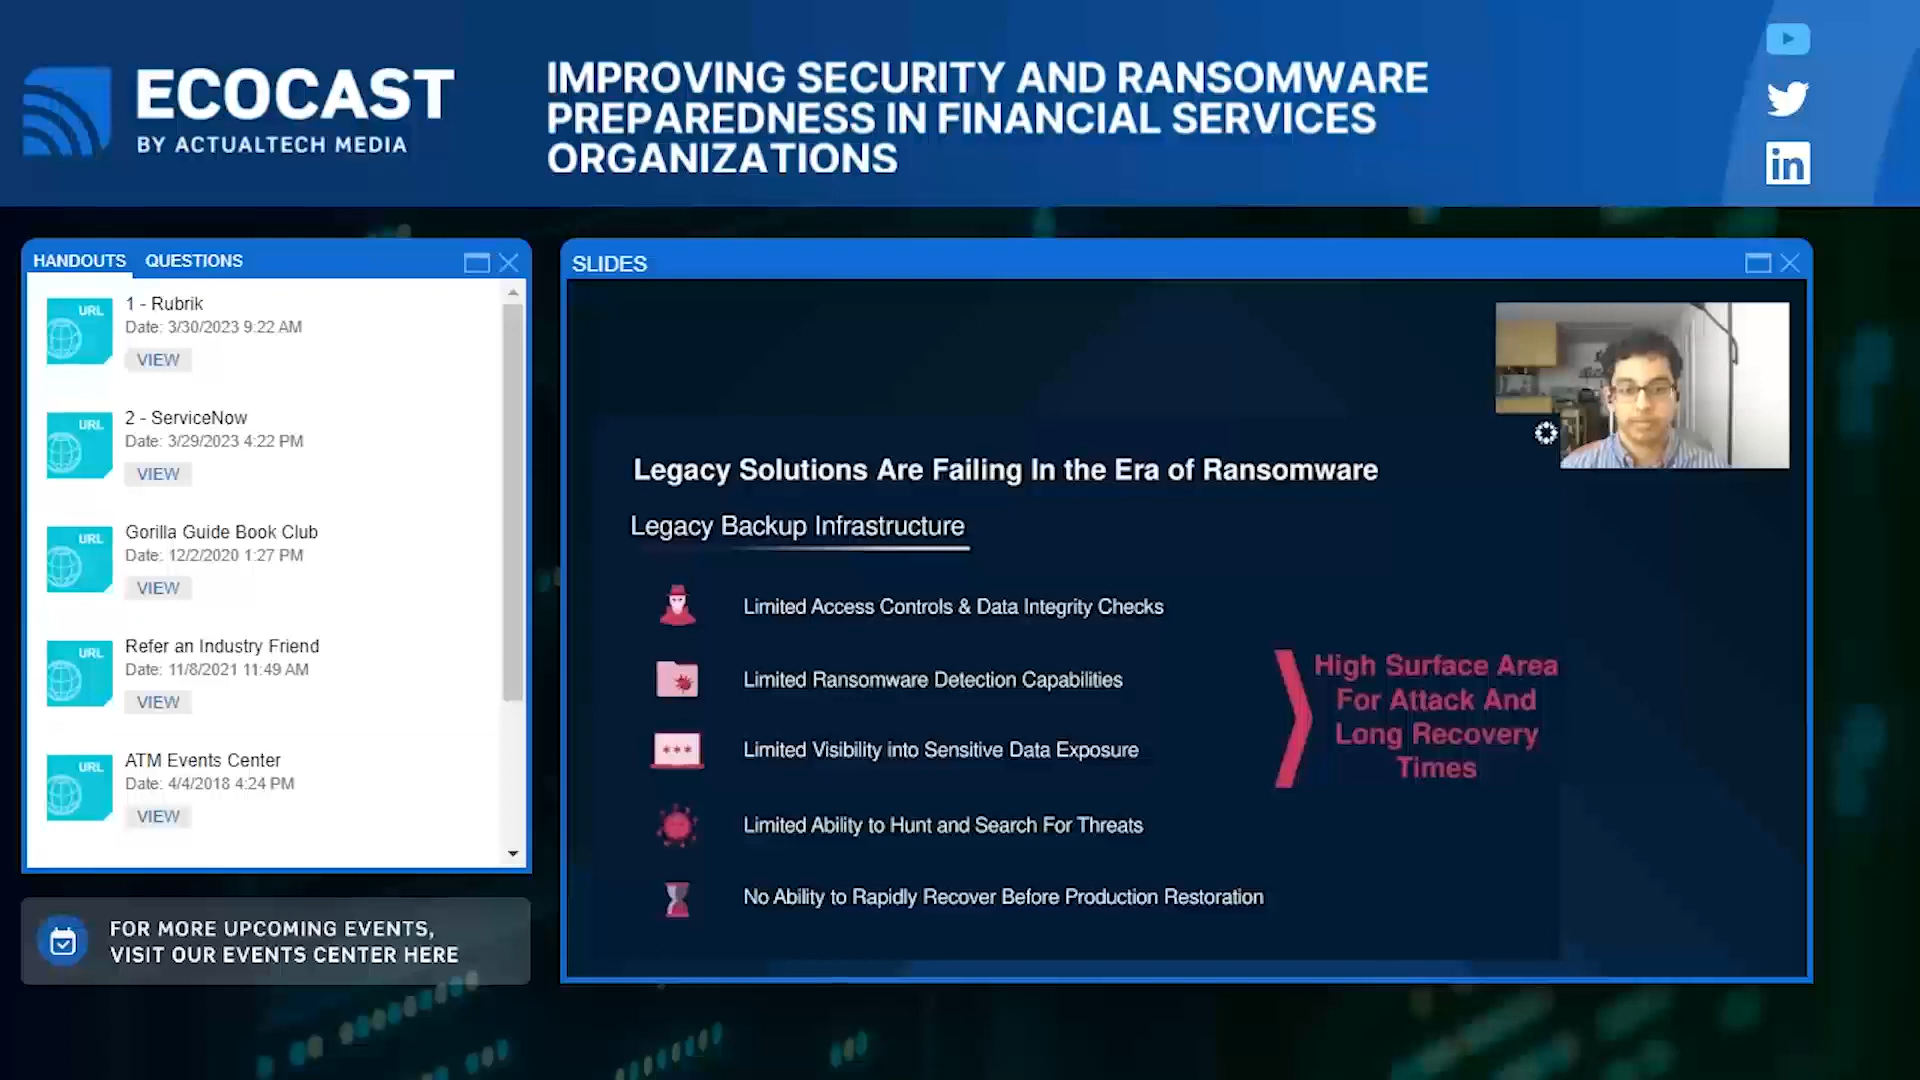 ECOCAST
BY ACTUALTECH MEDIA
IMPROVING SECURITY AND RANSOMWARE
PREPAREDNESS IN FINANCIAL SERVICES
ORGANIZATIONS
in
HANDOUTS QUESTIONS
URL
1 - Rubrik
Date: 3/30/2023 9:22 AM
VIEW
URL
2 - ServiceNow
Date: 3/29/2023 4:22 PM
VIEW
URL
Gorilla Guide Book Club
Date: 12/2/2020 1:27 PM
VIEW
URL
Refer an Industry Friend
Date: 11/8/2021 11:49 AM
VIEW
URL
ATM Events Center
Date: 4/4/2018 4:24 PM
VIEW
FOR MORE UPCOMING EVENTS,
VISIT OUR EVENTS CENTER HERE
SLIDES
Legacy Solutions Are Failing In the Era of Ransomware
Legacy Backup Infrastructure
Limited Access Controls & Data Integrity Checks
Limited Ransomware Detection Capabilities
***
Limited Visibility into Sensitive Data Exposure
Limited Ability to Hunt and Search For Threats
No Ability to Rapidly Recover Before Production Restoration
High Surface Area
For Attack And
Long Recovery
Times